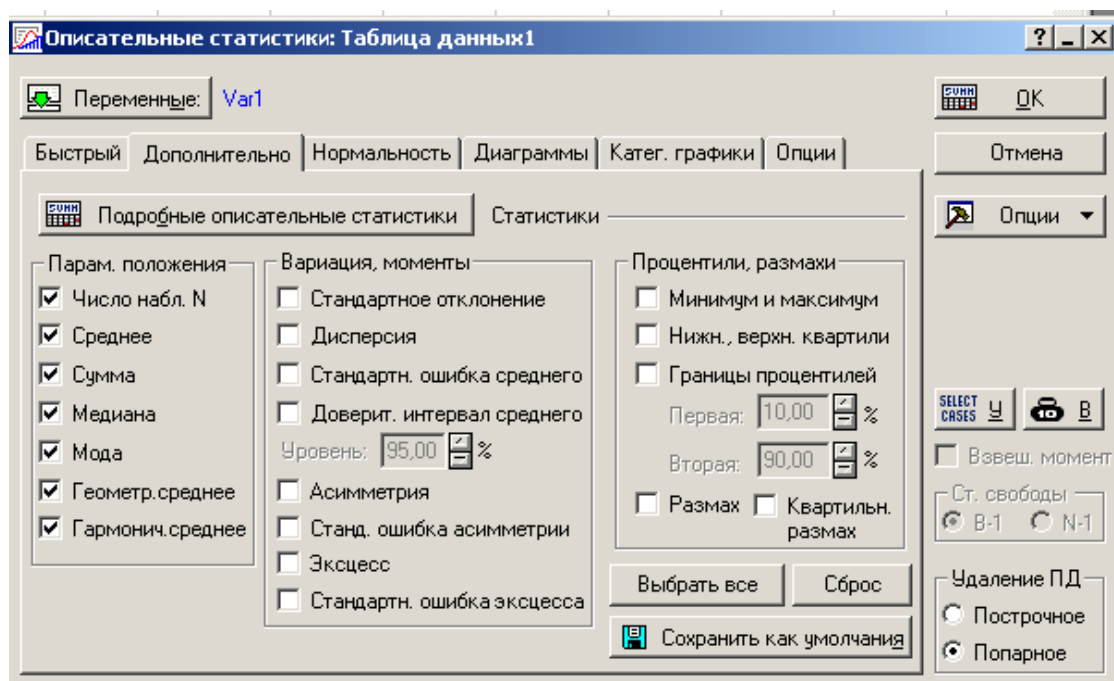 Описательные статистики: Таблица данных1
Переменные: Var1
Быстрый Дополнительно Нормальность Диаграммы Катег. графики Опции
Подробные описательные статистики Статистики
Парам. положения
Число набл. N
Среднее
Сумма
Медиана
Мода
Геометр.среднее
Гармонич.среднее
Вариация, моменты
Стандартное отклонение
Дисперсия
Стандартн. ошибка среднего
Доверит. интервал среднего
Уровень: 95,00 %
Асимметрия
Станд. ошибка асимметрии
Эксцесс
Стандартн. ошибка эксцесса
Процентили, размахи
Минимум и максимум
Нижн., верхн. квартили
Границы процентилей
Первая: 10,00 %
Вторая: 90,00 %
Размах Квартильн.
размах
Выбрать все Сброс
Сохранить как умолчания
SUMM OK
Отмена
Опции
SELECT CASES У В
Взвеш. момент
Ст. свободы
В-1 N-1
Удаление ПД
Построчное
Попарное